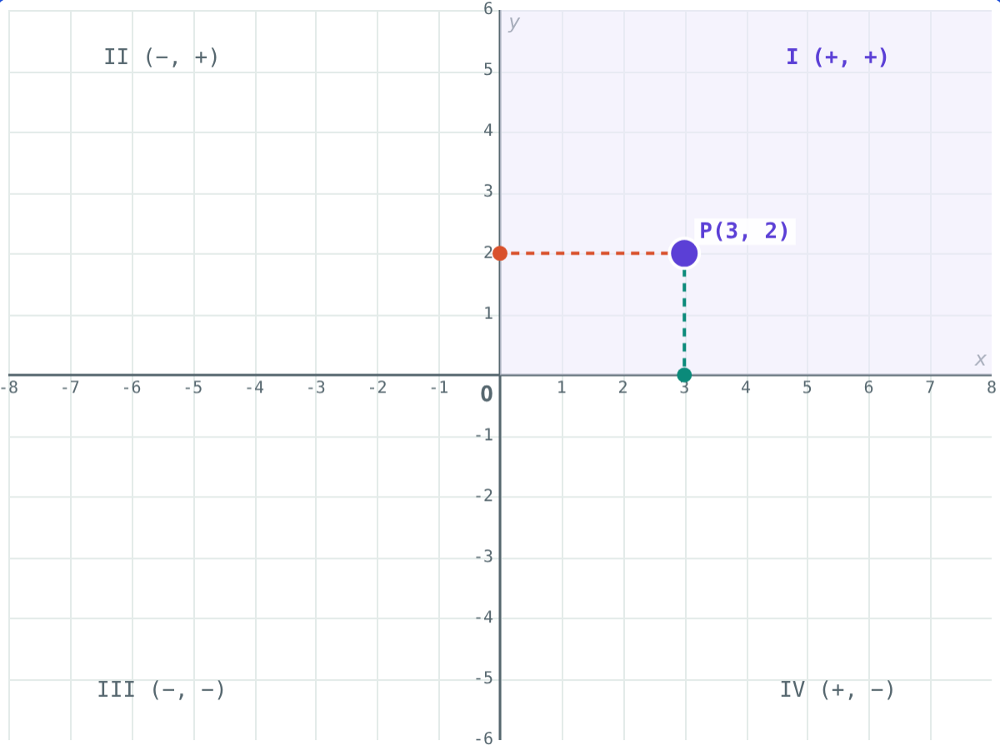 6
y
II (−, +)
I (+, +)
5
4
3
P(3, 2)
2
1
x
-8 -7 -6 -5 -4 -3 -2 -1 0 1 2 3 4 5 6 7 8
-1
-2
-3
-4
-5
III (−, −)
IV (+, −)
-6